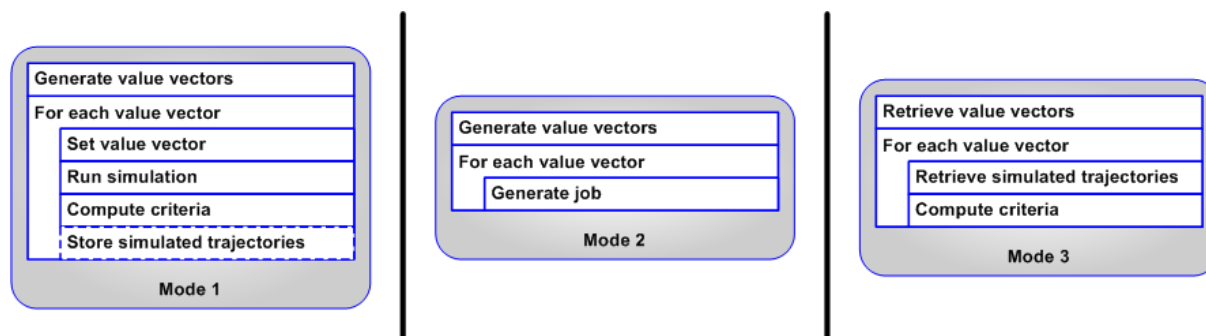 Generate value vectors
For each value vector
Set value vector
Run simulation
Compute criteria
Store simulated trajectories
Mode 1
Generate value vectors
For each value vector
Generate job
Mode 2
Retrieve value vectors
For each value vector
Retrieve simulated trajectories
Compute criteria
Mode 3